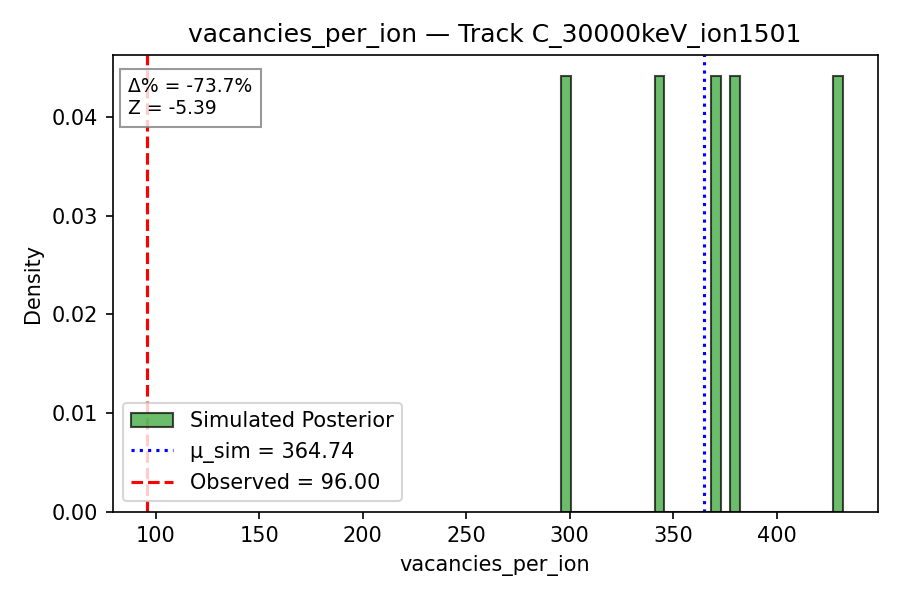 vacancies_per_ion — Track C_30000keV_ion1501
Δ% = -73.7%
Z = -5.39
0.04
0.03
0.02
0.01
0.00
Density
Simulated Posterior
μ_sim = 364.74
Observed = 96.00
100 150 200 250 300 350 400
vacancies_per_ion